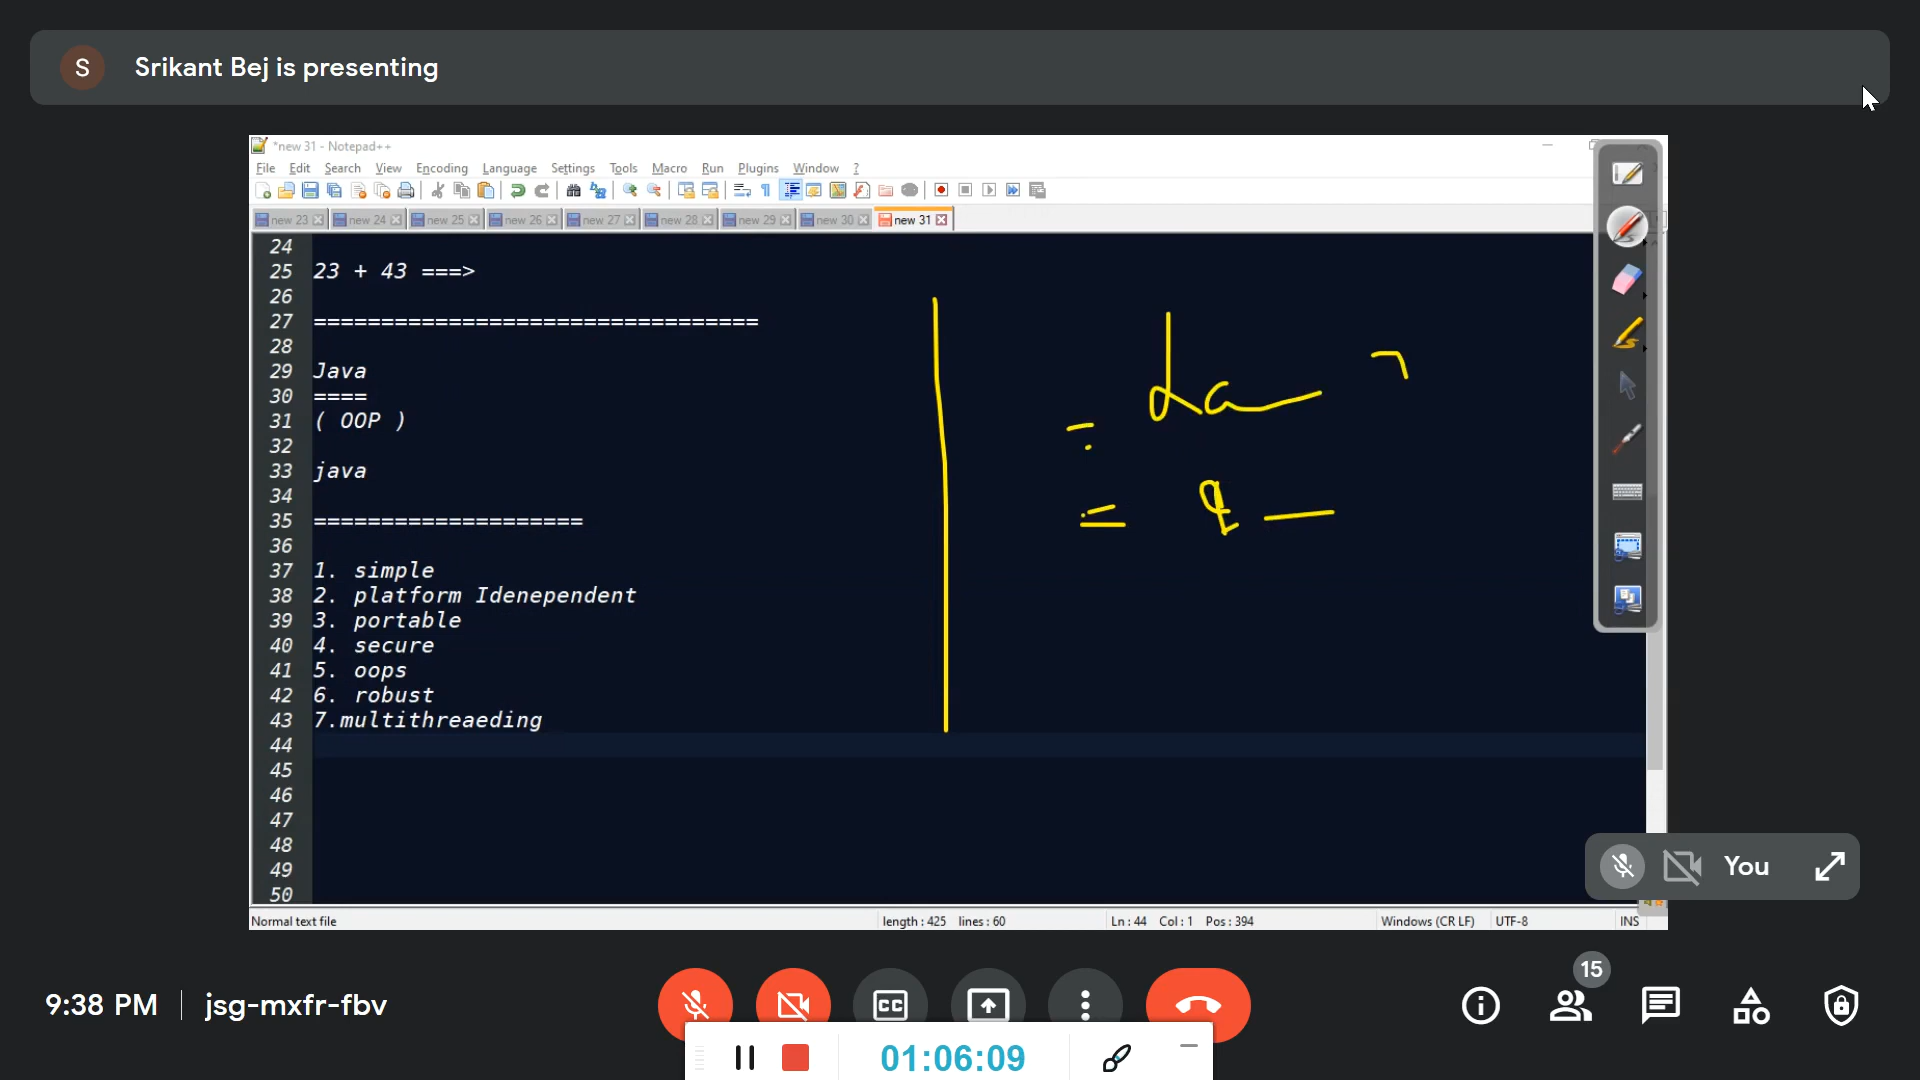 S Srikant Bej is presenting
*new 31 - Notepad++
File Edit Search View Encoding Language Settings Tools Macro Run Plugins Window ?
new 23 new 24 new 25 new 26 new 27 new 28 new 29 new 30 new 31
24
25 23 + 43 ===>
26
27 =================================
28
29 Java
30 ====
31 ( OOP )
32
33 java
34
35 ====================
36
37 1. simple
38 2. platform Idenependent
39 3. portable
40 4. secure
41 5. oops
42 6. robust
43 7.multithreaeding
44
45
46
47
48
49
50
You
Normal text file length : 425 lines : 60 Ln : 44 Col : 1 Pos : 394 Windows (CR LF) UTF-8 INS
9:38 PM jsg-mxfr-fbv
CC
15
01:06:09